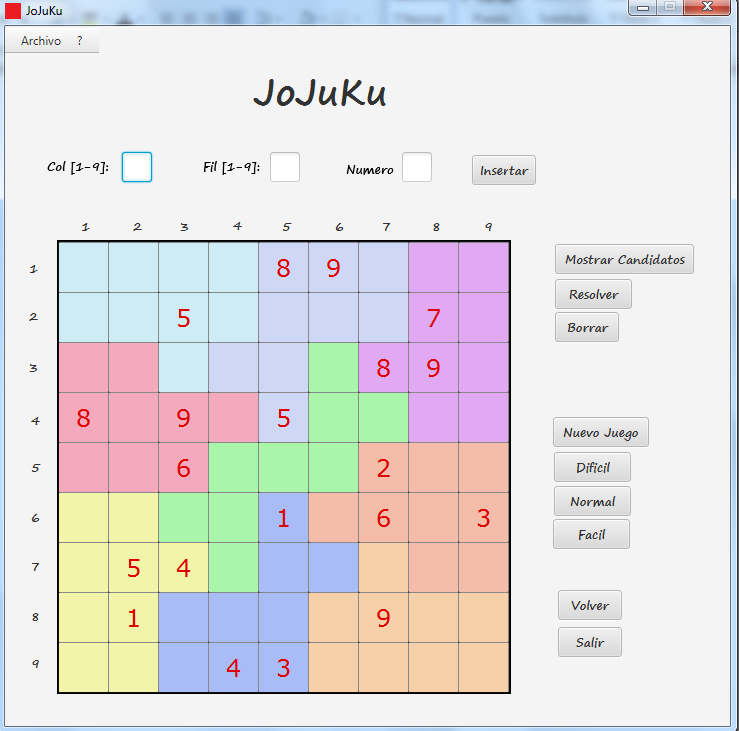 JoJuKu
Archivo ?
JoJuKu
Col [1-9]: Fil [1-9]: Numero Insertar
1 2 3 4 5 6 7 8 9
1 8 9
2 5 7
3 8 9
4 8 9 5
5 6 2
6 1 6 3
7 5 4
8 1 9
9 4 3
Mostrar Candidatos
Resolver
Borrar
Nuevo Juego
Dificil
Normal
Facil
Volver
Salir